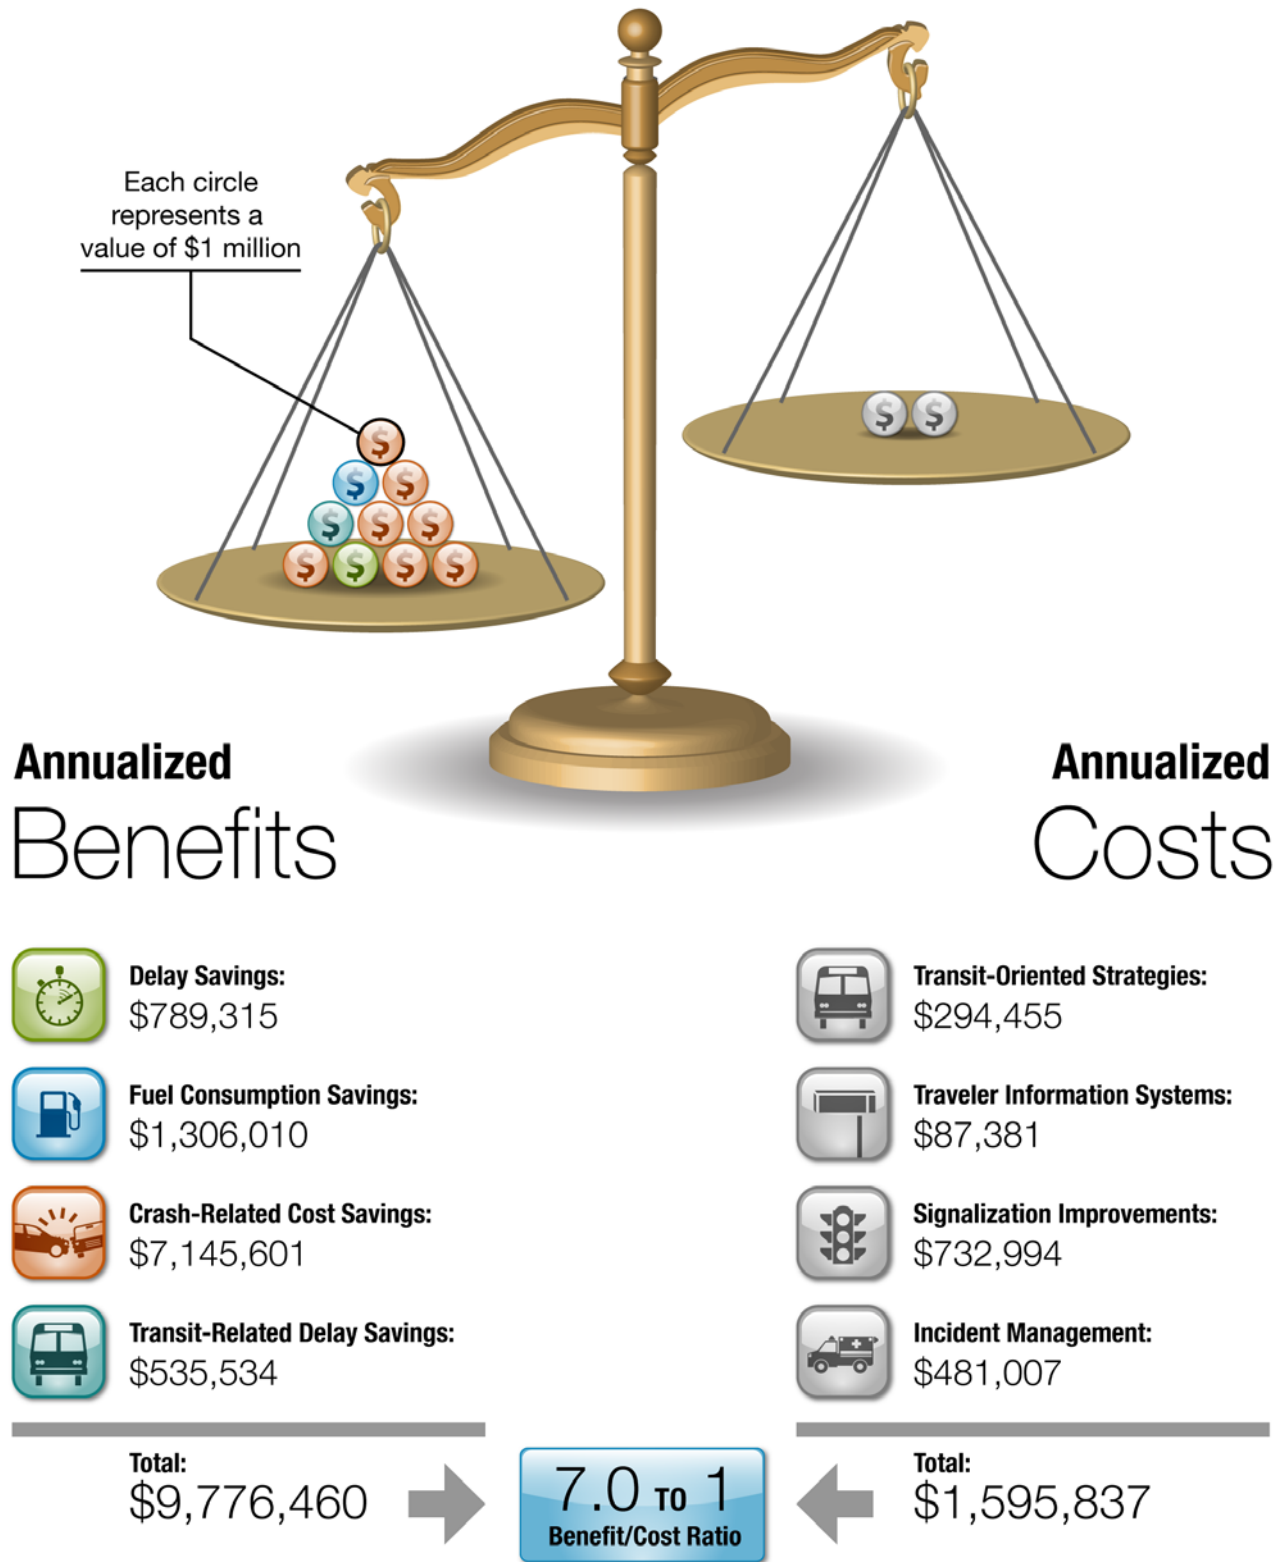 Each circle
represents a
value of $1 million
$
$ $
$ $ $
$ $ $ $
$ $
Annualized
Benefits
Delay Savings:
$789,315
Fuel Consumption Savings:
$1,306,010
Crash-Related Cost Savings:
$7,145,601
Transit-Related Delay Savings:
$535,534
Total:
$9,776,460
Annualized
Costs
Transit-Oriented Strategies:
$294,455
Traveler Information Systems:
$87,381
Signalization Improvements:
$732,994
Incident Management:
$481,007
Total:
$1,595,837
7.0 TO 1
Benefit/Cost Ratio